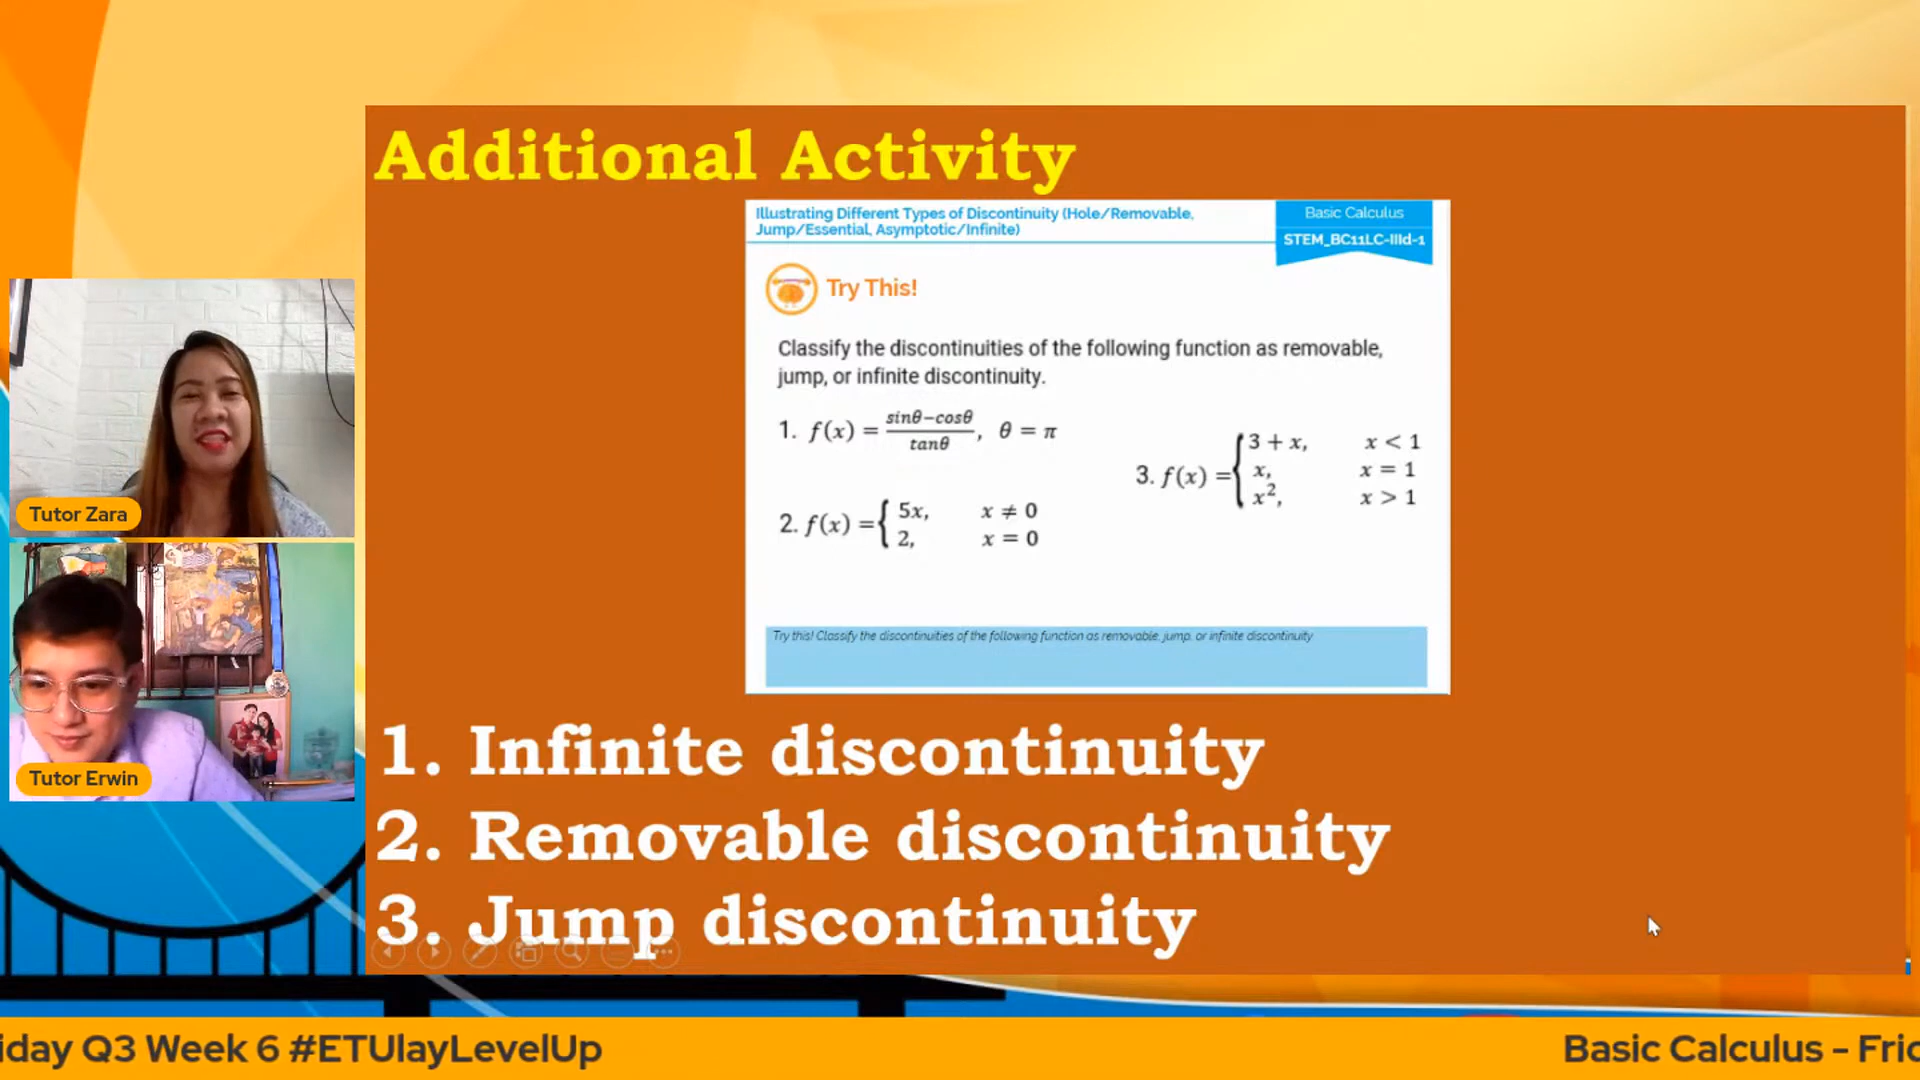 Additional Activity
Illustrating Different Types of Discontinuity (Hole/Removable,
Jump/Essential, Asymptotic/Infinite)
Basic Calculus
STEM_BC11LC-IIId-1
Try This!
Classify the discontinuities of the following function as removable,
jump, or infinite discontinuity.
1. f(x) = sinθ−cosθ / tanθ, θ = π
2. f(x) = { 5x, x ≠ 0
2, x = 0
3. f(x) = { 3 + x, x < 1
x, x = 1
x², x > 1
Try this! Classify the discontinuities of the following function as removable, jump, or infinite discontinuity
1. Infinite discontinuity
2. Removable discontinuity
3. Jump discontinuity
Tutor Zara
Tutor Erwin
iday Q3 Week 6 #ETUlayLevelUp
Basic Calculus - Fric